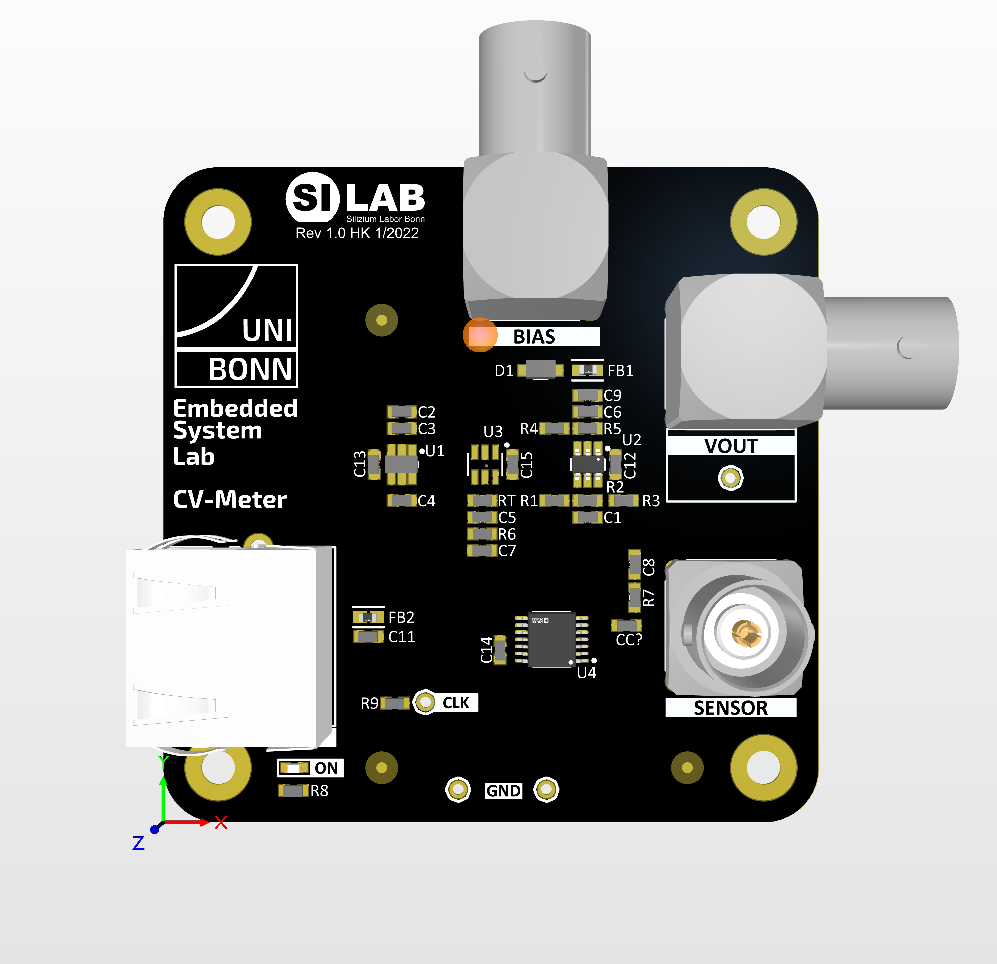 SI LAB
Silizium Labor Bonn
Rev 1.0 HK 1/2022
UNI
BONN
BIAS
D1
FB1
Embedded
System
Lab
CV-Meter
C2
C3
U1
C13
C4
C9
C6
R4
R5
U3
U2
C15
C12
R2
RT
R1
R3
C5
C1
R6
C7
VOUT
C8
R7
CC?
FB2
C11
C14
U4
R9
CLK
SENSOR
ON
R8
GND
Y
X
Z